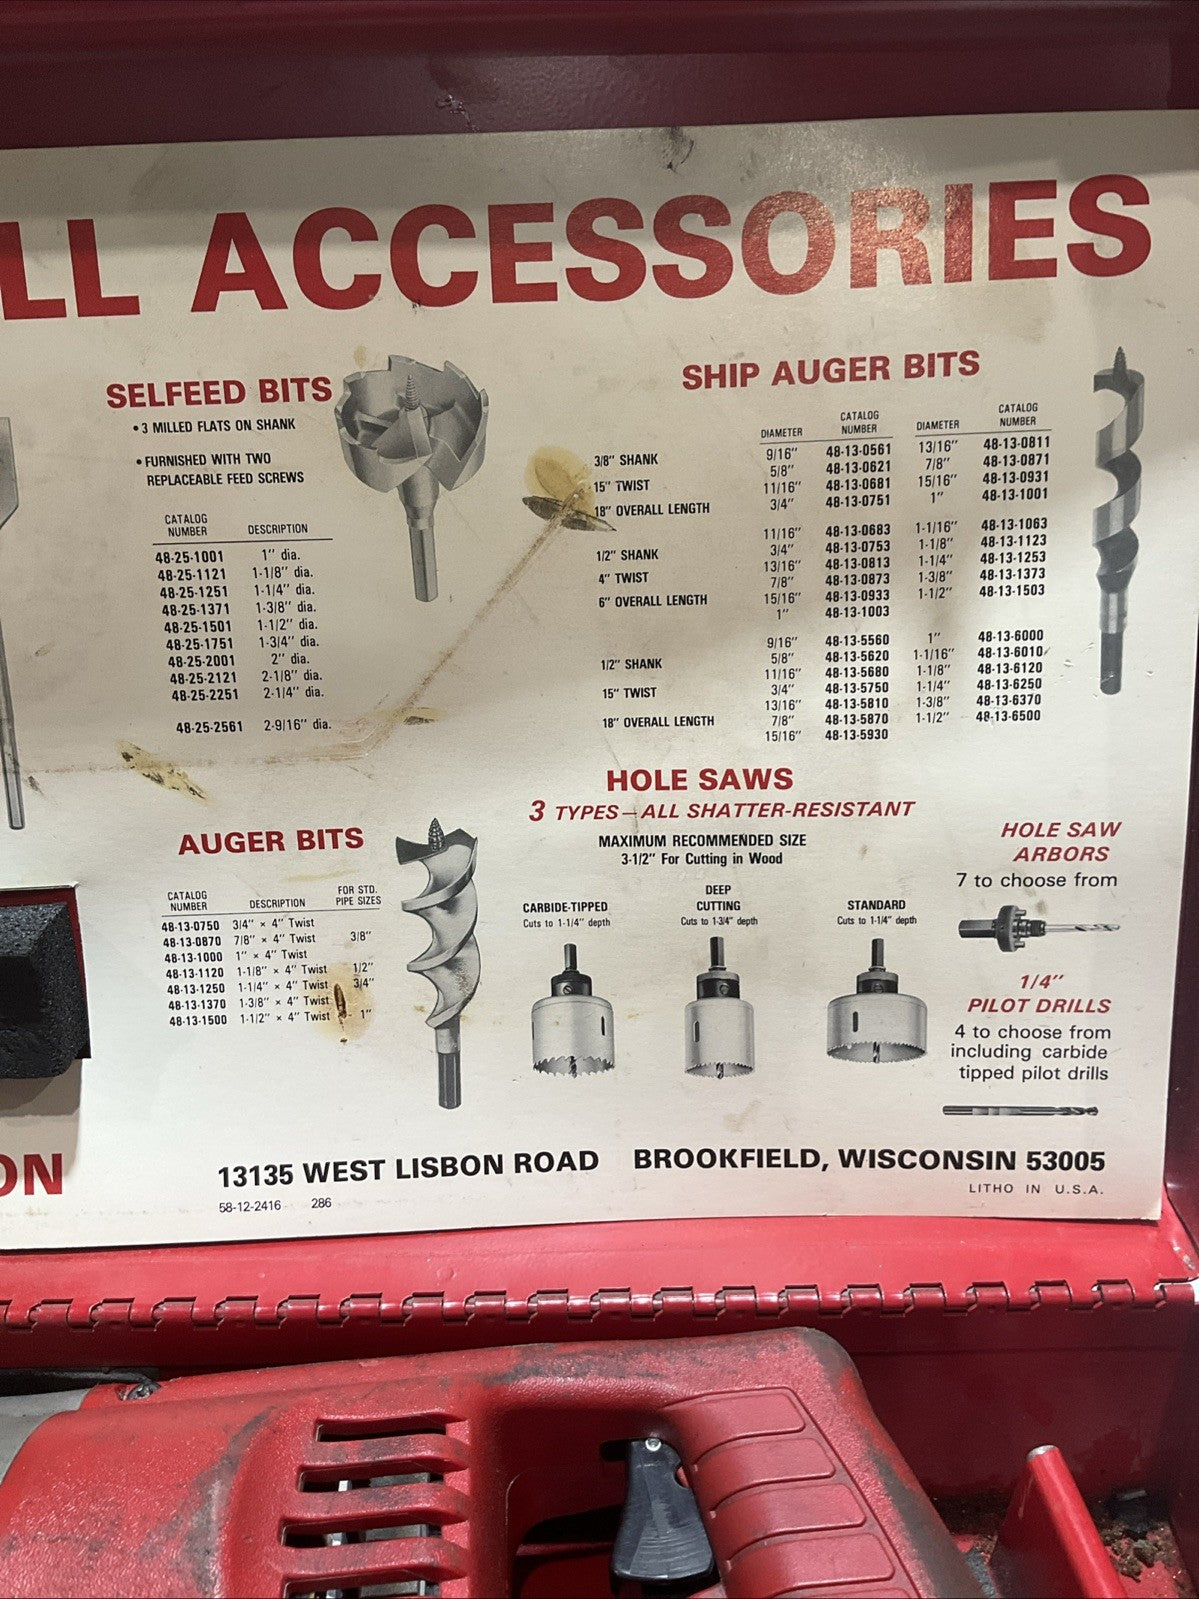 LL ACCESSORIES
SELFEED BITS
• 3 MILLED FLATS ON SHANK
• FURNISHED WITH TWO
REPLACEABLE FEED SCREWS
CATALOG
NUMBER DESCRIPTION
48-25-1001 1" dia.
48-25-1121 1-1/8" dia.
48-25-1251 1-1/4" dia.
48-25-1371 1-3/8" dia.
48-25-1501 1-1/2" dia.
48-25-1751 1-3/4" dia.
48-25-2001 2" dia.
48-25-2121 2-1/8" dia.
48-25-2251 2-1/4" dia.
48-25-2561 2-9/16" dia.
SHIP AUGER BITS
DIAMETER CATALOG NUMBER DIAMETER CATALOG NUMBER
3/8" SHANK
15" TWIST
18" OVERALL LENGTH
9/16" 48-13-0561 13/16" 48-13-0811
5/8" 48-13-0621 7/8" 48-13-0871
11/16" 48-13-0681 15/16" 48-13-0931
3/4" 48-13-0751 1" 48-13-1001
1/2" SHANK
4" TWIST
6" OVERALL LENGTH
11/16" 48-13-0683 1-1/16" 48-13-1063
3/4" 48-13-0753 1-1/8" 48-13-1123
13/16" 48-13-0813 1-1/4" 48-13-1253
7/8" 48-13-0873 1-3/8" 48-13-1373
15/16" 48-13-0933 1-1/2" 48-13-1503
1" 48-13-1003
1/2" SHANK
15" TWIST
18" OVERALL LENGTH
9/16" 48-13-5560 1" 48-13-6000
5/8" 48-13-5620 1-1/16" 48-13-6010
11/16" 48-13-5680 1-1/8" 48-13-6120
3/4" 48-13-5750 1-1/4" 48-13-6250
13/16" 48-13-5810 1-3/8" 48-13-6370
7/8" 48-13-5870 1-1/2" 48-13-6500
15/16" 48-13-5930
AUGER BITS
CATALOG NUMBER DESCRIPTION FOR STD. PIPE SIZES
48-13-0750 3/4" × 4" Twist
48-13-0870 7/8" × 4" Twist 3/8"
48-13-1000 1" × 4" Twist
48-13-1120 1-1/8" × 4" Twist 1/2"
48-13-1250 1-1/4" × 4" Twist 3/4"
48-13-1370 1-3/8" × 4" Twist
48-13-1500 1-1/2" × 4" Twist 1"
HOLE SAWS
3 TYPES—ALL SHATTER-RESISTANT
MAXIMUM RECOMMENDED SIZE
3-1/2" For Cutting in Wood
CARBIDE-TIPPED
Cuts to 1-1/4" depth
DEEP
CUTTING
Cuts to 1-3/4" depth
STANDARD
Cuts to 1-1/4" depth
HOLE SAW
ARBORS
7 to choose from
1/4"
PILOT DRILLS
4 to choose from
including carbide
tipped pilot drills
ON
13135 WEST LISBON ROAD BROOKFIELD, WISCONSIN 53005
58-12-2416 286
LITHO IN U.S.A.